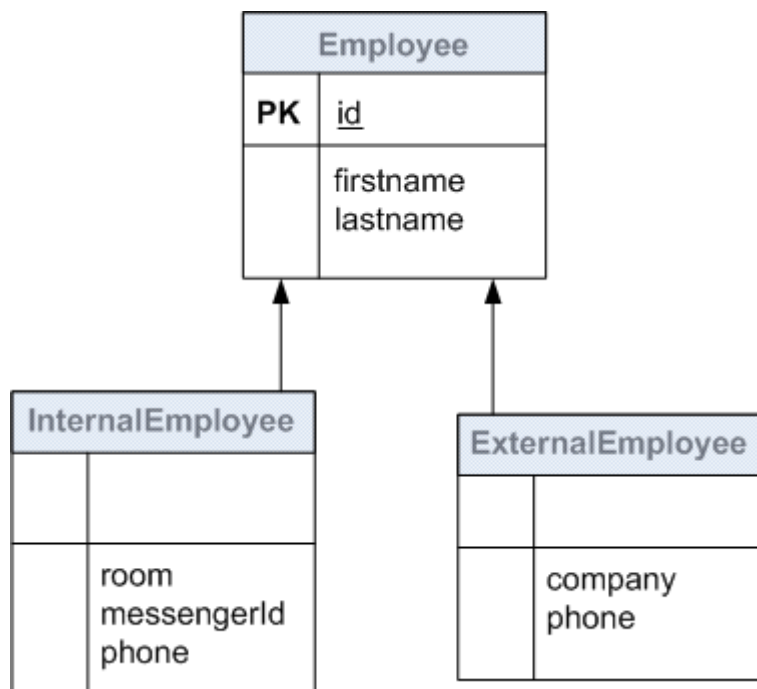 Employee
PK id
firstname
lastname
InternalEmployee
room
messengerId
phone
ExternalEmployee
company
phone